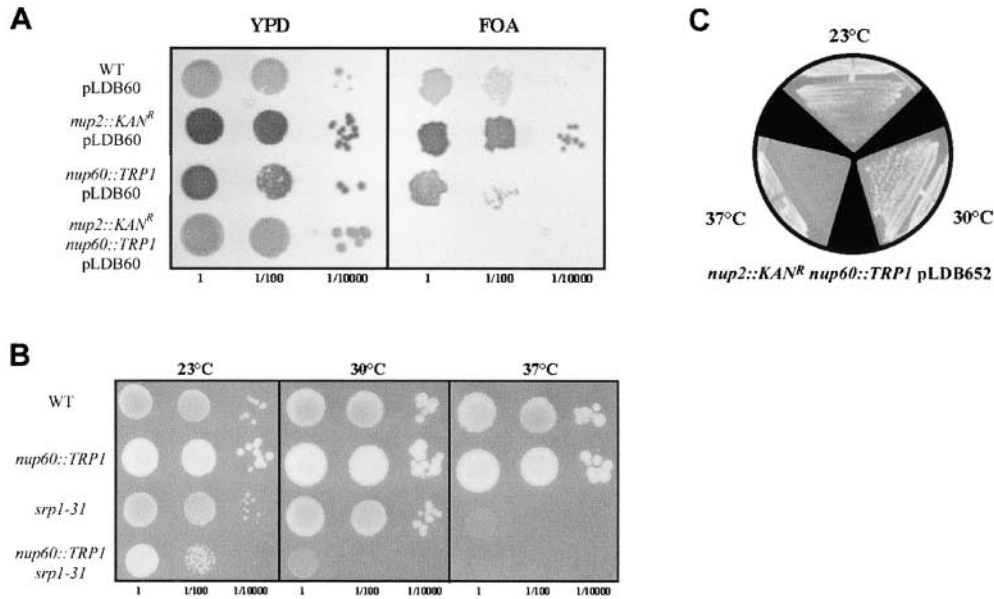 A
YPD
FOA
WT
pLDB60
nup2::KANᴿ
pLDB60
nup60::TRP1
pLDB60
nup2::KANᴿ
nup60::TRP1
pLDB60
1
1/100
1/10000
1
1/100
1/10000
C
23°C
37°C
30°C
nup2::KANᴿ nup60::TRP1 pLDB652
B
23°C
30°C
37°C
WT
nup60::TRP1
srp1-31
nup60::TRP1
srp1-31
1
1/100
1/10000
1
1/100
1/10000
1
1/100
1/10000